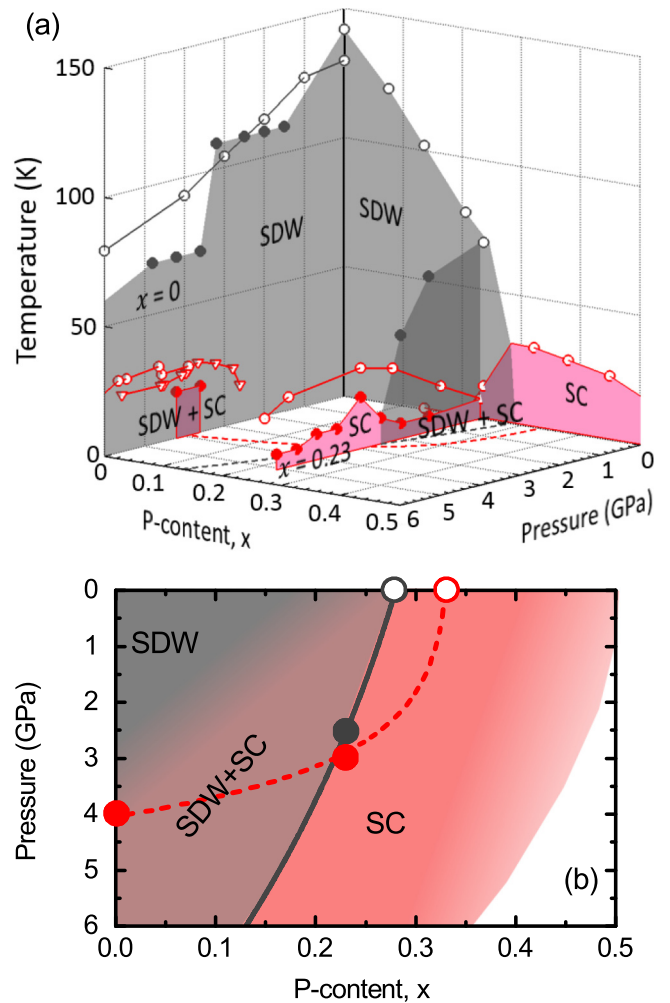 (a)
150
Temperature (K)
100
SDW
SDW
x = 0
50
SDW + SC
SC
SDW + SC
SC
x = 0.23
0
0
0.1
0.2
0.3
0.4
0.5
6
5
4
3
2
1
0
P-content, x
Pressure (GPa)
0
SDW
1
2
Pressure (GPa)
3
SDW+SC
4
SC
5
(b)
6
0.0
0.1
0.2
0.3
0.4
0.5
P-content, x